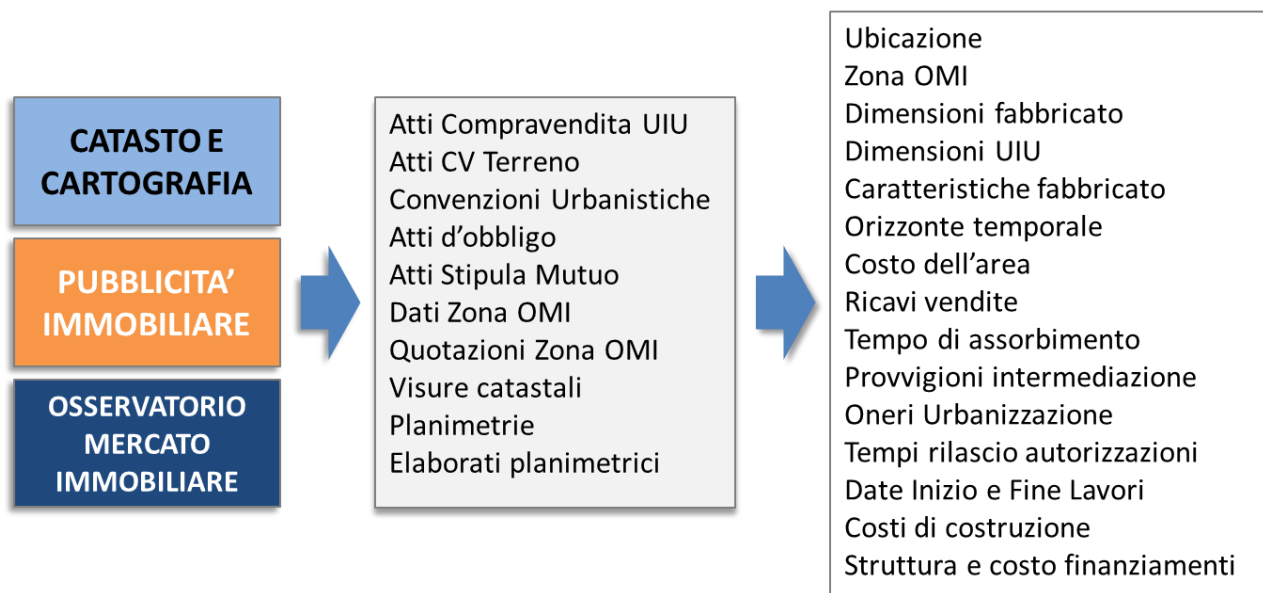 CATASTO E
CARTOGRAFIA
PUBBLICITA’
IMMOBILIARE
OSSERVATORIO
MERCATO
IMMOBILIARE
Atti Compravendita UIU
Atti CV Terreno
Convenzioni Urbanistiche
Atti d’obbligo
Atti Stipula Mutuo
Dati Zona OMI
Quotazioni Zona OMI
Visure catastali
Planimetrie
Elaborati planimetrici
Ubicazione
Zona OMI
Dimensioni fabbricato
Dimensioni UIU
Caratteristiche fabbricato
Orizzonte temporale
Costo dell’area
Ricavi vendite
Tempo di assorbimento
Provvigioni intermediazione
Oneri Urbanizzazione
Tempi rilascio autorizzazioni
Date Inizio e Fine Lavori
Costi di costruzione
Struttura e costo finanziamenti